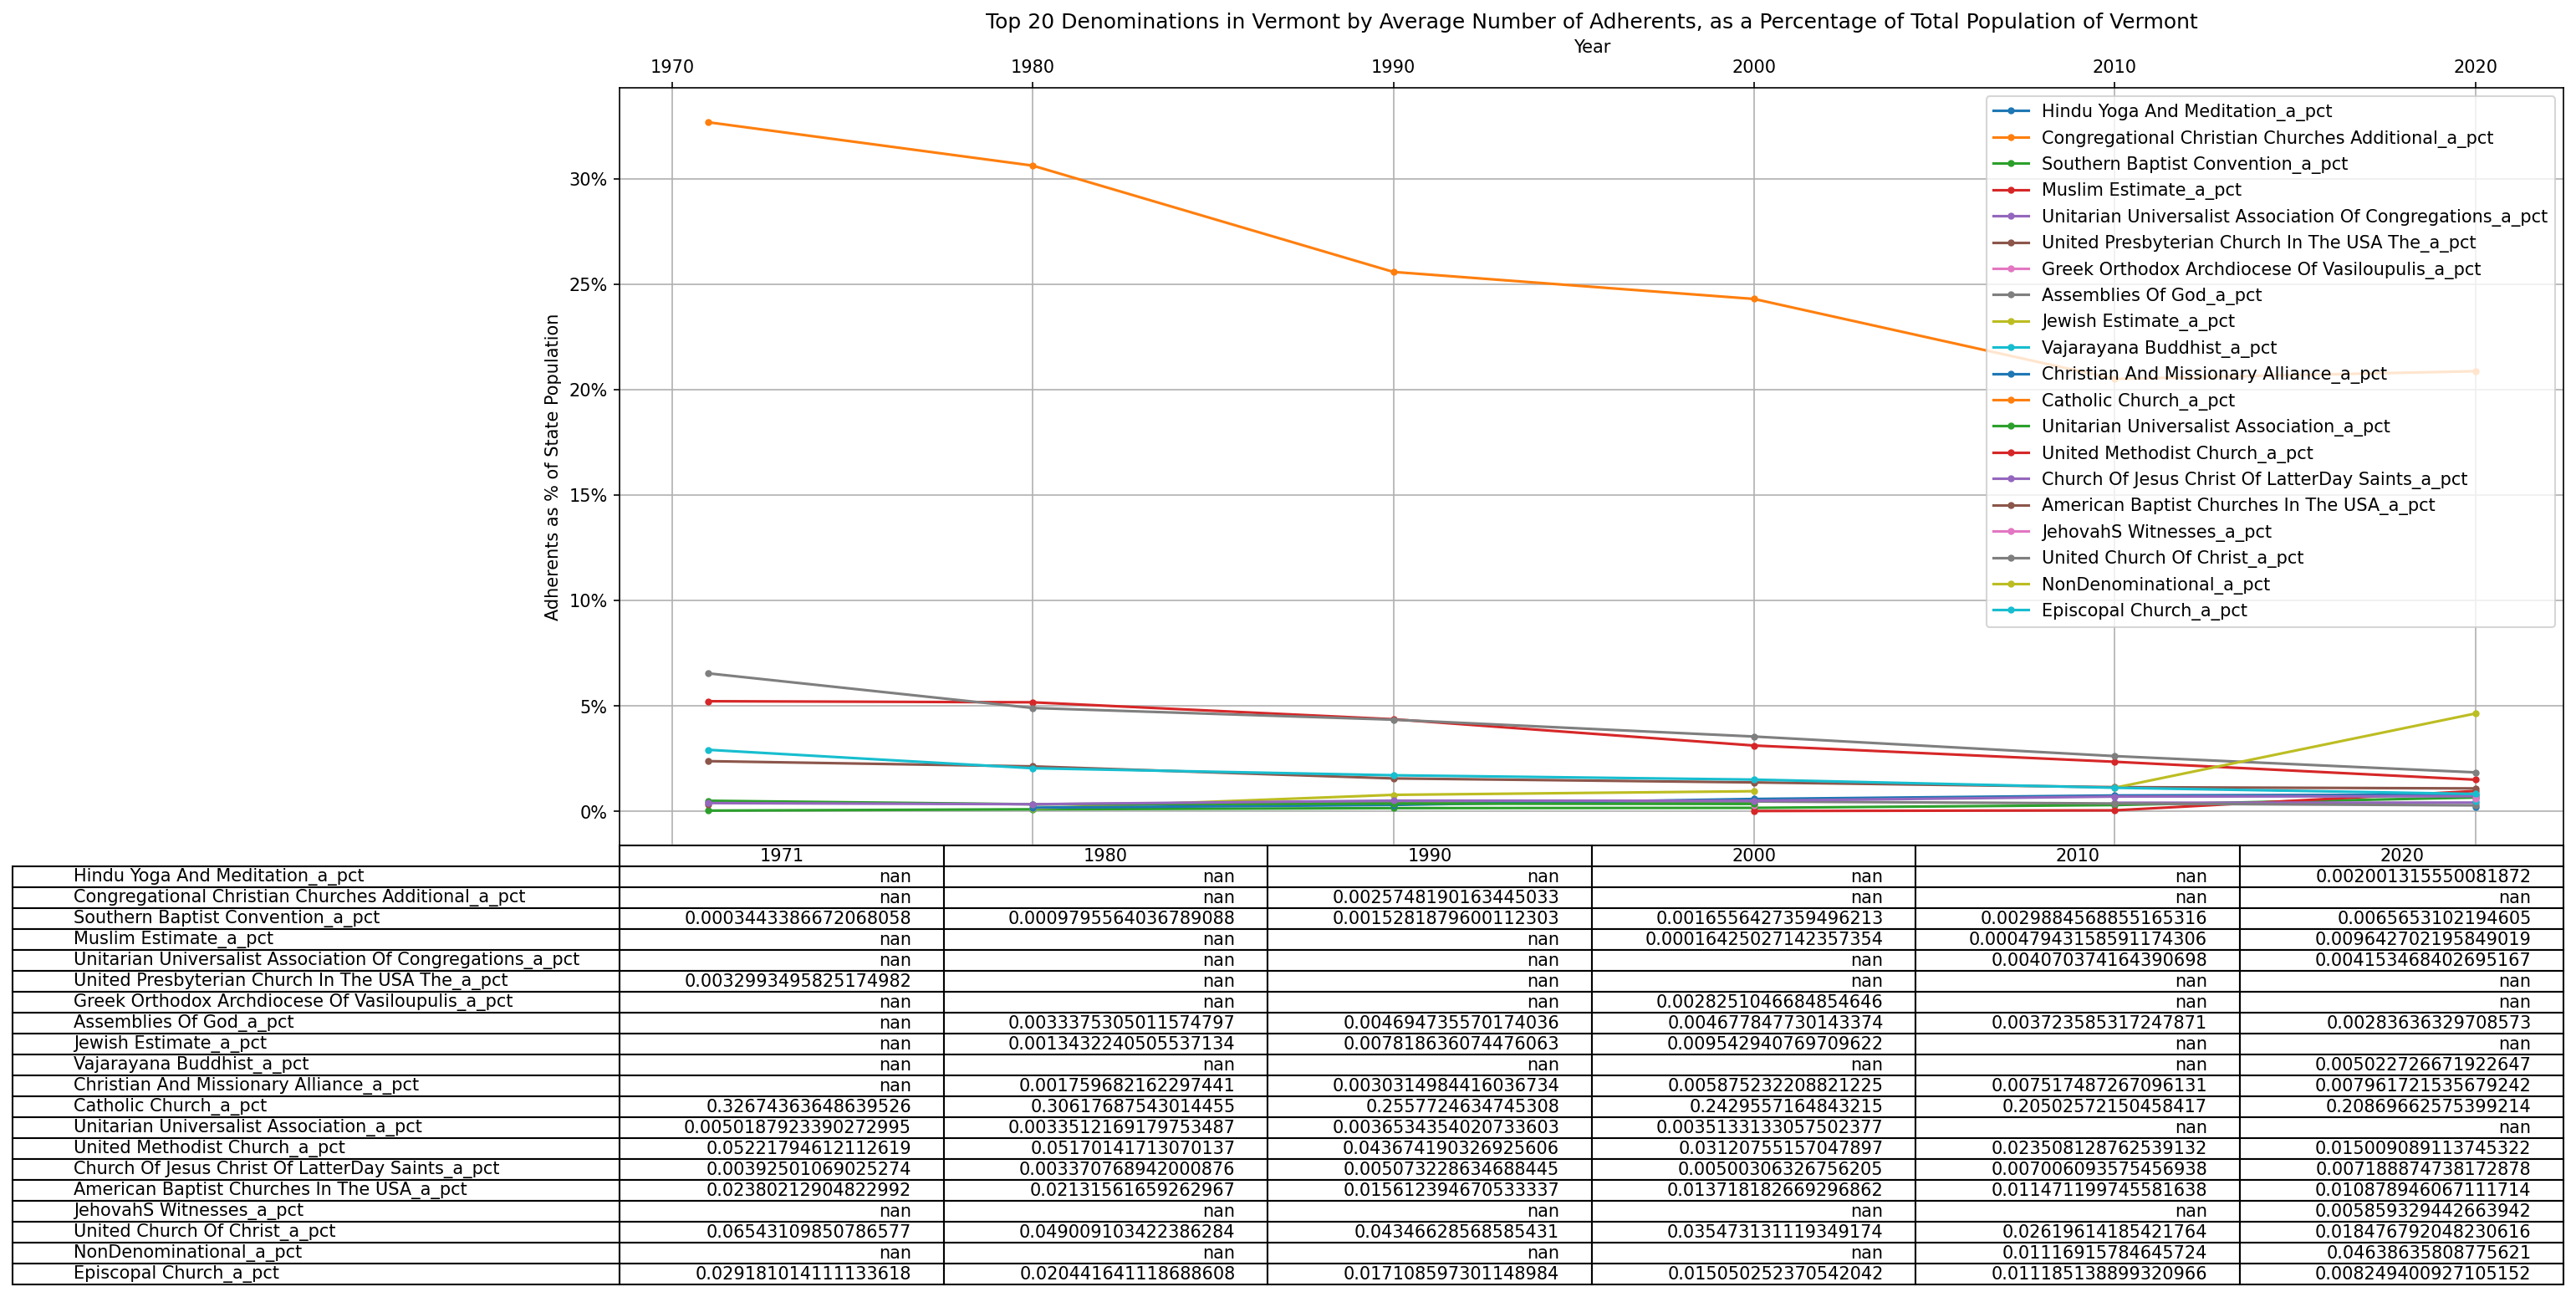 Top 20 Denominations in Vermont by Average Number of Adherents, as a Percentage of Total Population of Vermont
Year
1970 1980 1990 2000 2010 2020
Adherents as % of State Population
30%
25%
20%
15%
10%
5%
0%
Hindu Yoga And Meditation_a_pct
Congregational Christian Churches Additional_a_pct
Southern Baptist Convention_a_pct
Muslim Estimate_a_pct
Unitarian Universalist Association Of Congregations_a_pct
United Presbyterian Church In The USA The_a_pct
Greek Orthodox Archdiocese Of Vasiloupulis_a_pct
Assemblies Of God_a_pct
Jewish Estimate_a_pct
Vajarayana Buddhist_a_pct
Christian And Missionary Alliance_a_pct
Catholic Church_a_pct
Unitarian Universalist Association_a_pct
United Methodist Church_a_pct
Church Of Jesus Christ Of LatterDay Saints_a_pct
American Baptist Churches In The USA_a_pct
JehovahS Witnesses_a_pct
United Church Of Christ_a_pct
NonDenominational_a_pct
Episcopal Church_a_pct
1971 1980 1990 2000 2010 2020
Hindu Yoga And Meditation_a_pct nan nan nan nan nan 0.002001315550081872
Congregational Christian Churches Additional_a_pct nan nan 0.0025748190163445033 nan nan nan
Southern Baptist Convention_a_pct 0.0003443386672068058 0.0009795564036789088 0.0015281879600112303 0.0016556427359496213 0.0029884568855165316 0.0065653102194605
Muslim Estimate_a_pct nan nan nan 0.00016425027142357354 0.00047943158591174306 0.009642702195849019
Unitarian Universalist Association Of Congregations_a_pct nan nan nan nan 0.004070374164390698 0.004153468402695167
United Presbyterian Church In The USA The_a_pct 0.0032993495825174982 nan nan nan nan nan
Greek Orthodox Archdiocese Of Vasiloupulis_a_pct nan nan nan 0.0028251046684854646 nan nan
Assemblies Of God_a_pct nan 0.0033375305011574797 0.004694735570174036 0.004677847730143374 0.003723585317247871 0.00283636329708573
Jewish Estimate_a_pct nan 0.0013432240505537134 0.007818636074476063 0.009542940769709622 nan nan
Vajarayana Buddhist_a_pct nan nan nan nan nan 0.005022726671922647
Christian And Missionary Alliance_a_pct nan 0.001759682162297441 0.0030314984416036734 0.005875232208821225 0.007517487267096131 0.007961721535679242
Catholic Church_a_pct 0.32674363648639526 0.30617687543014455 0.2557724634745308 0.2429557164843215 0.20502572150458417 0.20869662575399214
Unitarian Universalist Association_a_pct 0.0050187923390272995 0.0033512169179753487 0.0036534354020733603 0.0035133133057502377 nan nan
United Methodist Church_a_pct 0.05221794612112619 0.05170141713070137 0.043674190326925606 0.03120755157047897 0.023508128762539132 0.015009089113745322
Church Of Jesus Christ Of LatterDay Saints_a_pct 0.00392501069025274 0.003370768942000876 0.005073228634688445 0.00500306326756205 0.007006093575456938 0.007188874738172878
American Baptist Churches In The USA_a_pct 0.02380212904822992 0.02131561659262967 0.015612394670533337 0.013718182669296862 0.011471199745581638 0.010878946067111714
JehovahS Witnesses_a_pct nan nan nan nan nan 0.005859329442663942
United Church Of Christ_a_pct 0.06543109850786577 0.049009103422386284 0.04346628568585431 0.035473131119349174 0.02619614185421764 0.018476792048230616
NonDenominational_a_pct nan nan nan nan 0.01116915784645724 0.04638635808775621
Episcopal Church_a_pct 0.029181014111133618 0.020441641118688608 0.017108597301148984 0.015050252370542042 0.011185138899320966 0.008249400927105152